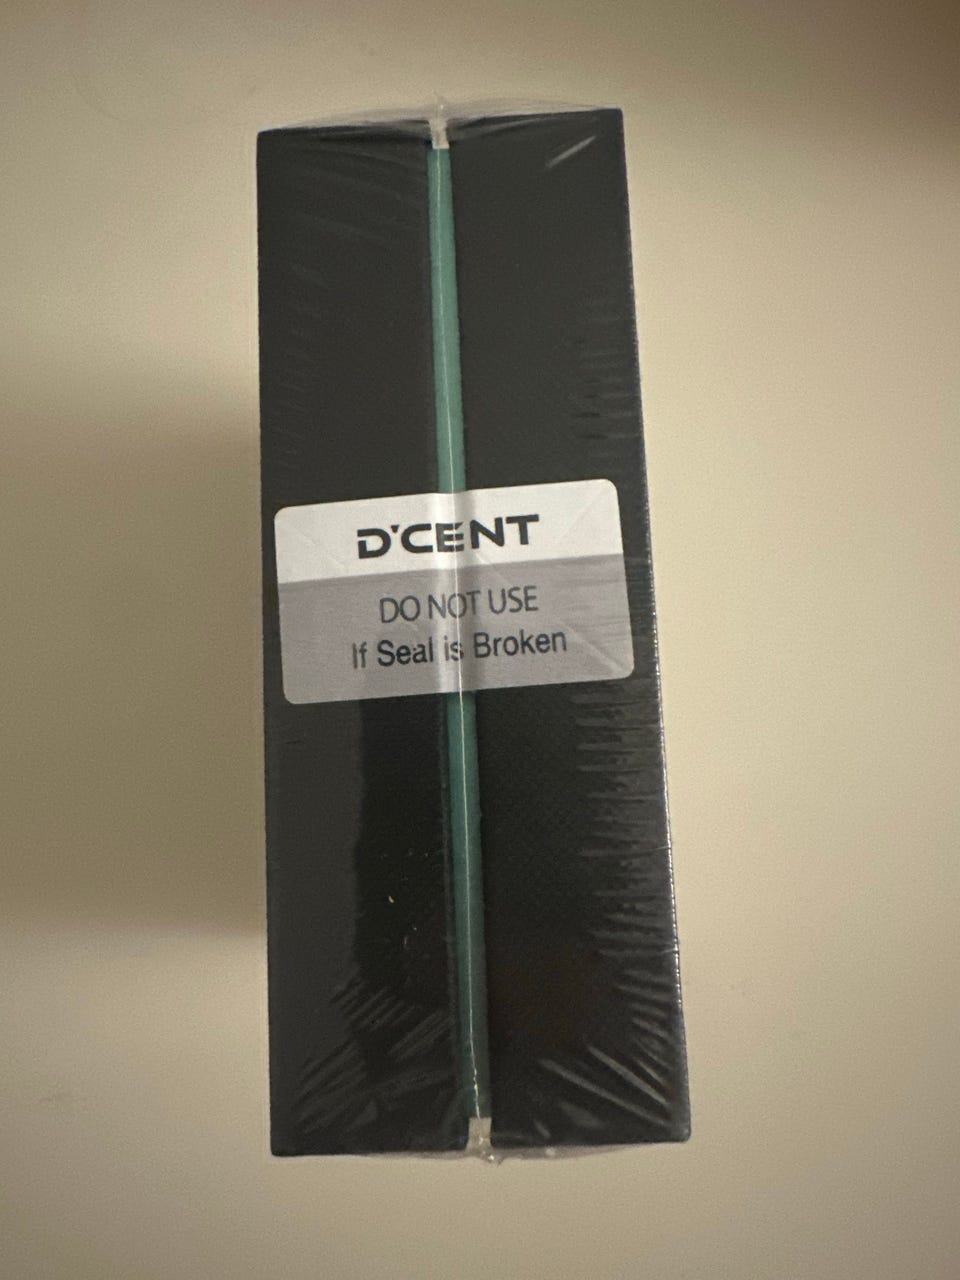 D'CENT
DO NOT USE
If Seal is Broken